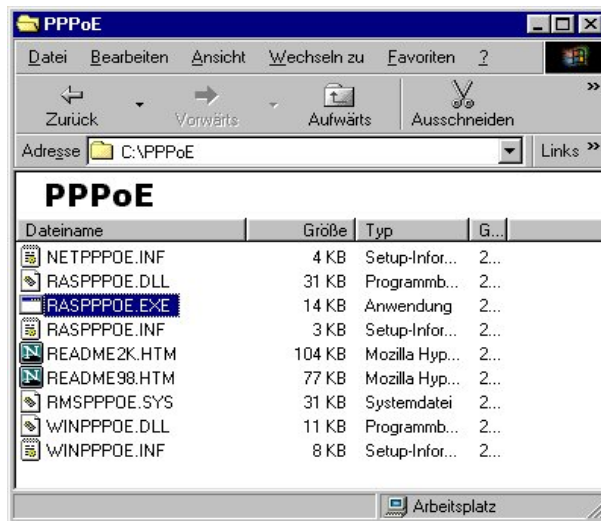 PPPoE
Datei Bearbeiten Ansicht Wechseln zu Favoriten ?
Zurück Vorwärts Aufwärts Ausschneiden »
Adresse C:\PPPoE Links »
PPPoE
Dateiname Größe Typ G...
NETPPPOE.INF 4 KB Setup-Infor... 2...
RASPPPOE.DLL 31 KB Programmb... 2...
RASPPPOE.EXE 14 KB Anwendung 2...
RASPPPOE.INF 3 KB Setup-Infor... 2...
README2K.HTM 104 KB Mozilla Hyp... 2...
README98.HTM 77 KB Mozilla Hyp... 2...
RMSPPPOE.SYS 31 KB Systemdatei 2...
WINPPPOE.DLL 11 KB Programmb... 2...
WINPPPOE.INF 8 KB Setup-Infor... 2...
Arbeitsplatz